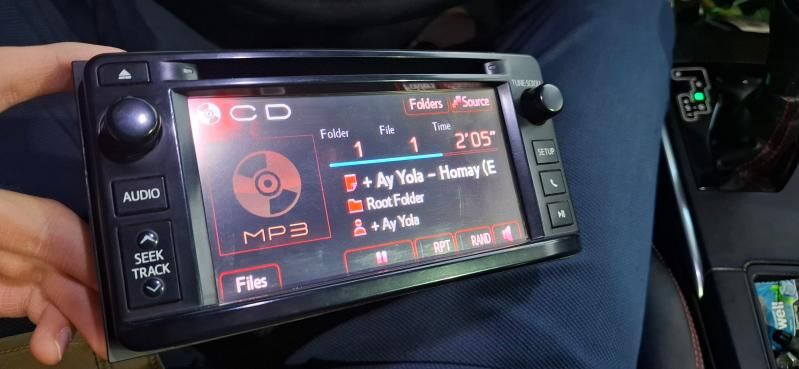 TUNE·SCROLL
CD
Folders
Source
Folder
File
Time
1
1
2'05"
+ Ay Yola - Homay (E
Root Folder
+ Ay Yola
MP3
RPT
RAND
Files
AUDIO
SEEK
TRACK
SETUP
well